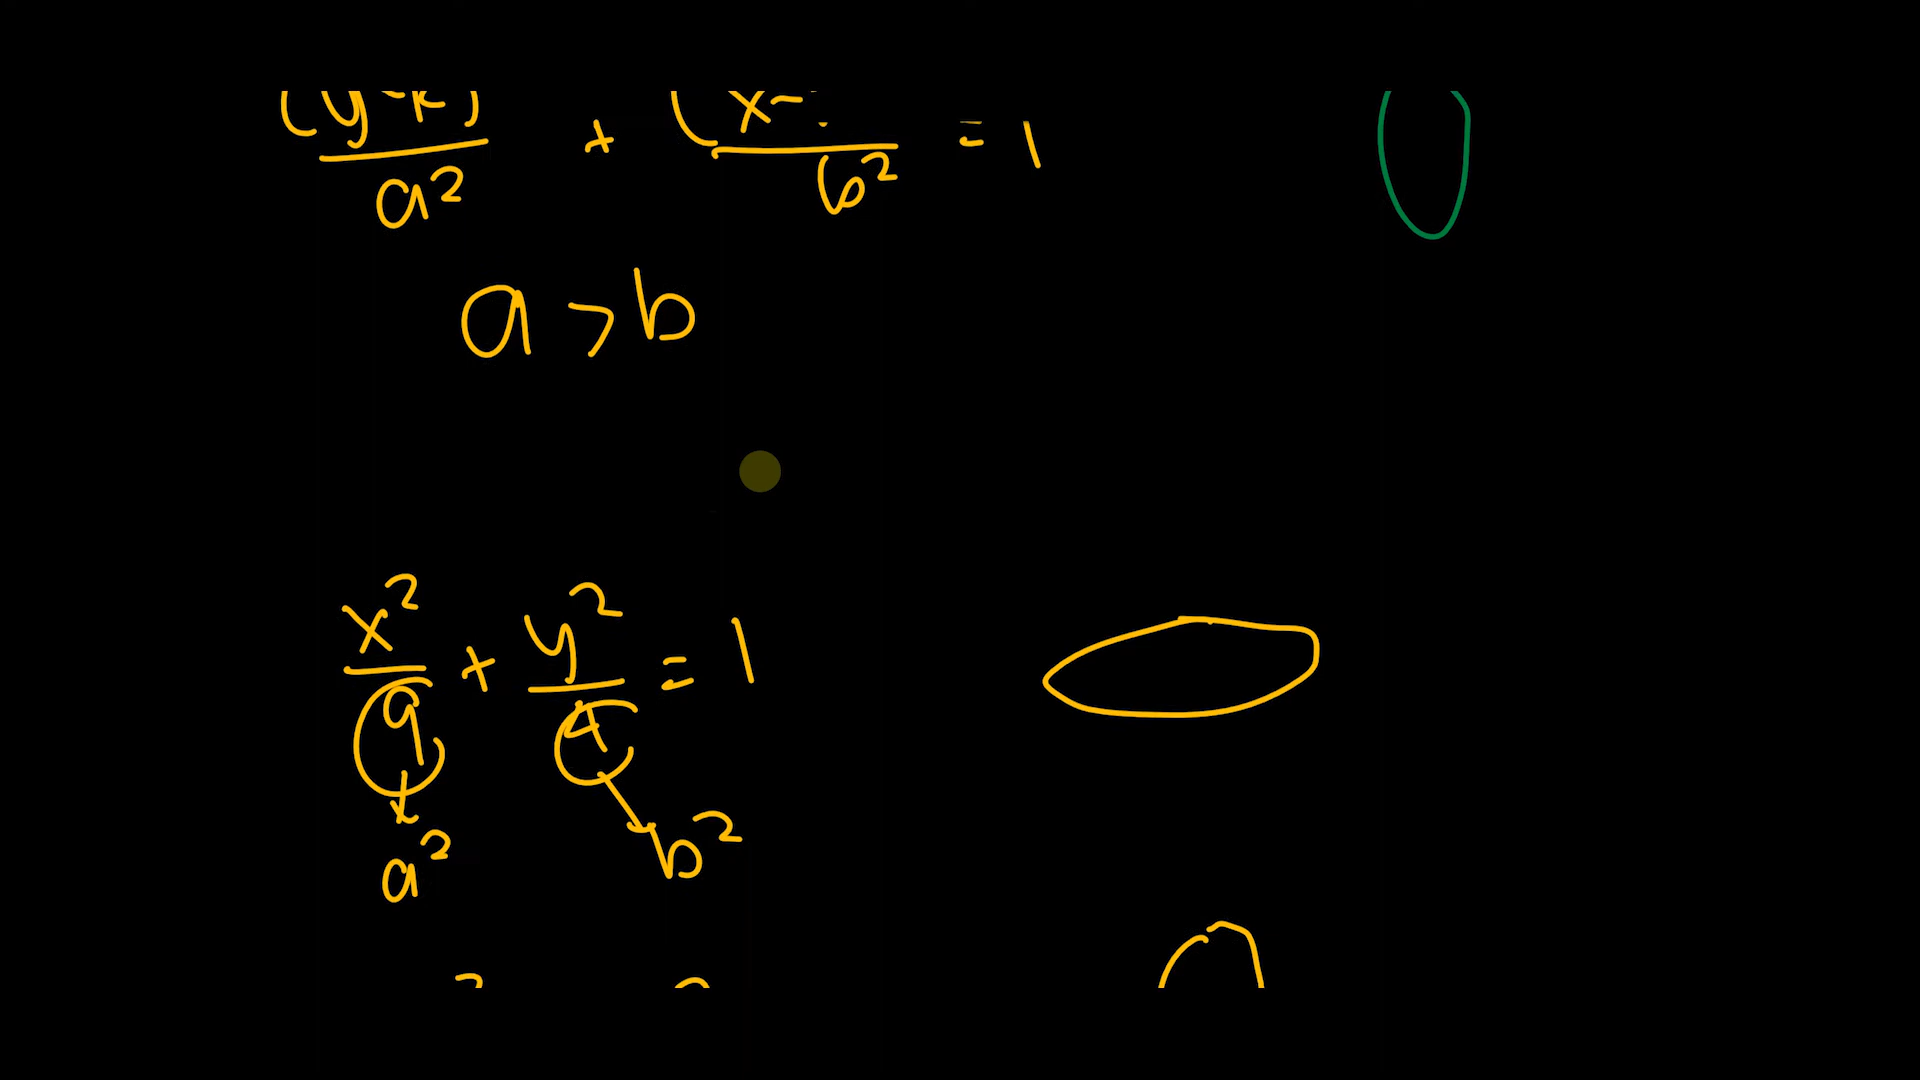 (y-k)/a² + (x-/b² = 1
a > b
x²/9 + y²/4 = 1
a² b²